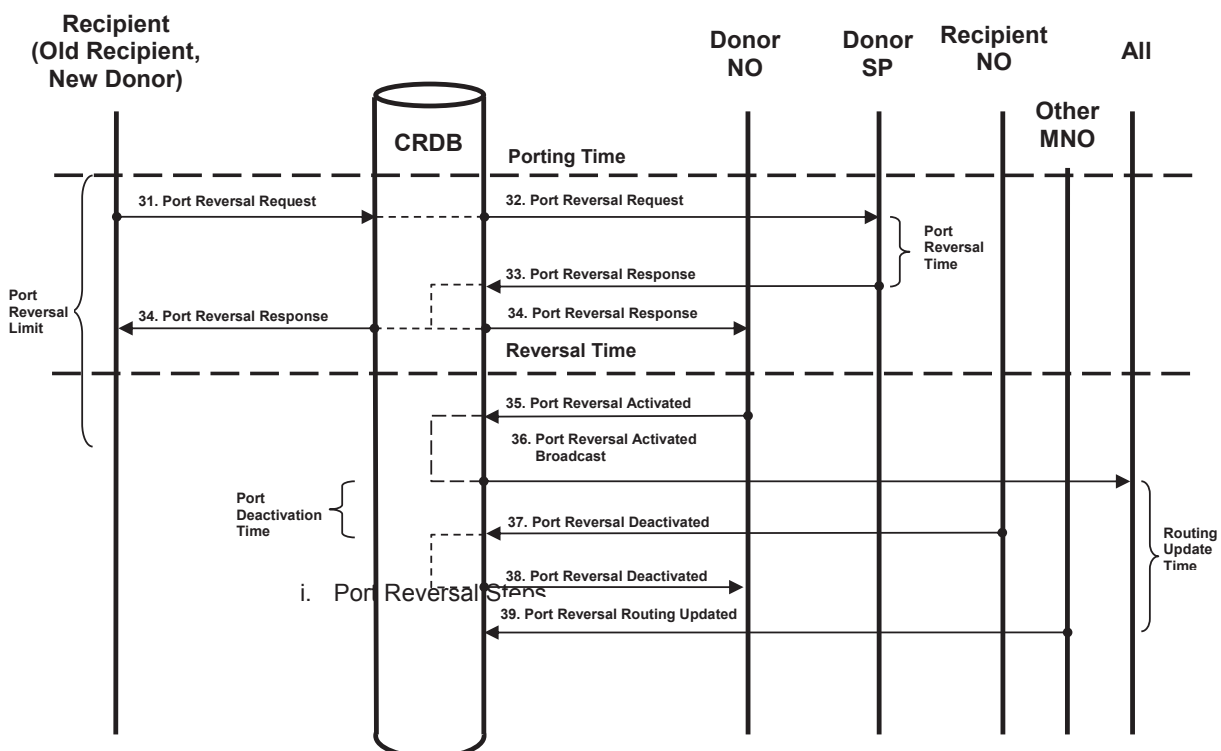 Recipient
(Old Recipient,
New Donor)
Donor
NO
Donor
SP
Recipient
NO
All
Other
MNO
CRDB
Porting Time
31. Port Reversal Request
32. Port Reversal Request
Port
Reversal
Time
33. Port Reversal Response
Port
Reversal
Limit
34. Port Reversal Response
34. Port Reversal Response
Reversal Time
35. Port Reversal Activated
36. Port Reversal Activated
Broadcast
Port
Deactivation
Time
37. Port Reversal Deactivated
Routing
Update
Time
38. Port Reversal Deactivated
i. Port Reversal Steps
39. Port Reversal Routing Updated